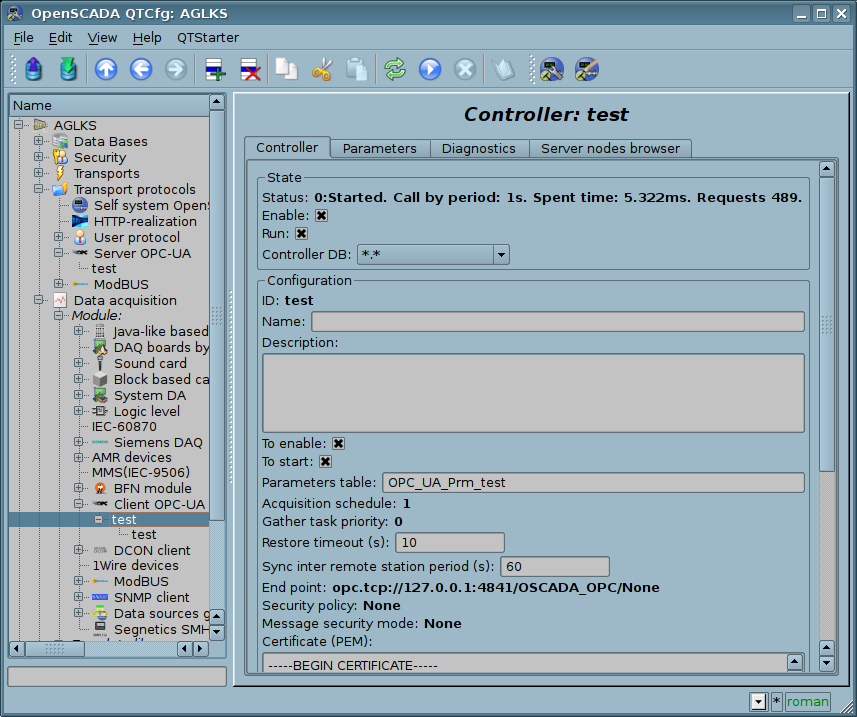 OpenSCADA QTCfg: AGLKS
File Edit View Help QTStarter
Name
AGLKS
Data Bases
Security
Transports
Transport protocols
Self system Open
HTTP-realization
User protocol
Server OPC-UA
test
ModBUS
Data acquisition
Module:
Java-like based
DAQ boards by
Sound card
Block based ca
System DA
Logic level
IEC-60870
Siemens DAQ
AMR devices
MMS(IEC-9506)
BFN module
Client OPC-UA
test
test
DCON client
1Wire devices
ModBUS
SNMP client
Data sources g
Segnetics SMH
Controller: test
Controller Parameters Diagnostics Server nodes browser
State
Status: 0:Started. Call by period: 1s. Spent time: 5.322ms. Requests 489.
Enable:
Run:
Controller DB: *.*
Configuration
ID: test
Name:
Description:
To enable:
To start:
Parameters table: OPC_UA_Prm_test
Acquisition schedule: 1
Gather task priority: 0
Restore timeout (s): 10
Sync inter remote station period (s): 60
End point: opc.tcp://127.0.0.1:4841/OSCADA_OPC/None
Security policy: None
Message security mode: None
Certificate (PEM):
-----BEGIN CERTIFICATE-----
* roman